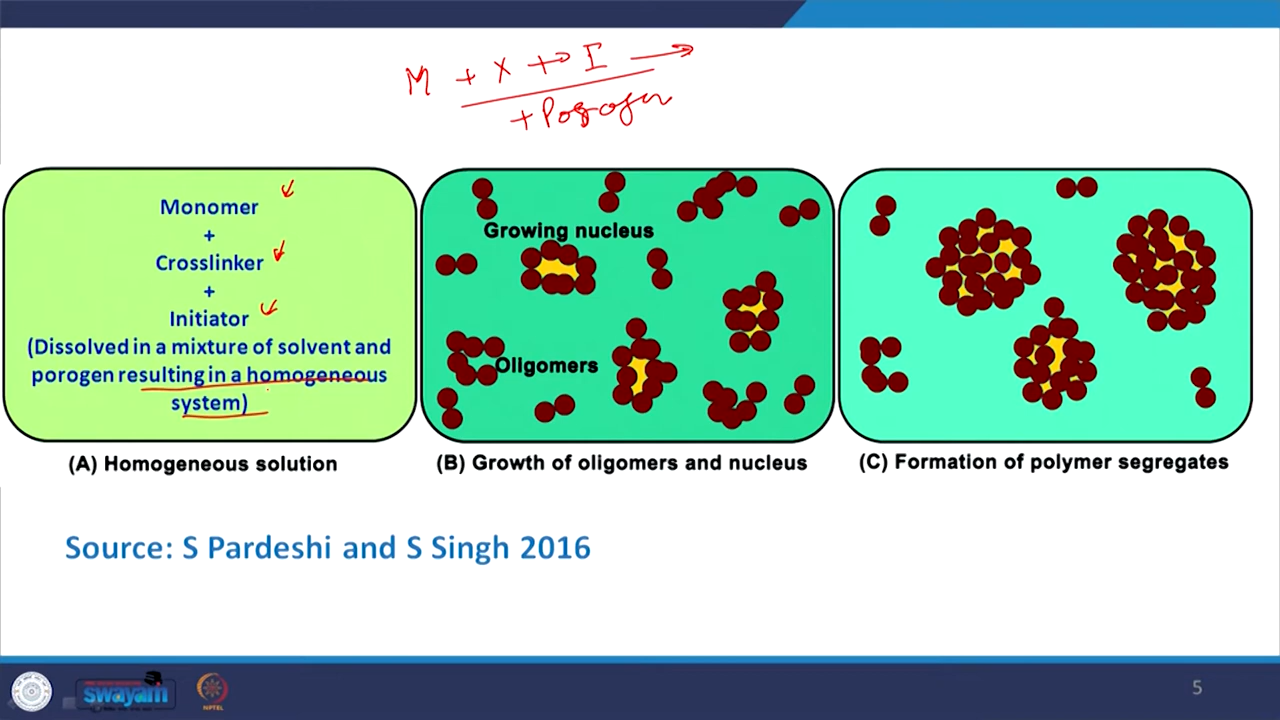 M + X + I →
+ Porogen
Monomer
+
Crosslinker
+
Initiator
(Dissolved in a mixture of solvent and
porogen resulting in a homogeneous
system)
Growing nucleus
Oligomers
(A) Homogeneous solution
(B) Growth of oligomers and nucleus
(C) Formation of polymer segregates
Source: S Pardeshi and S Singh 2016
swayam
NPTEL
5